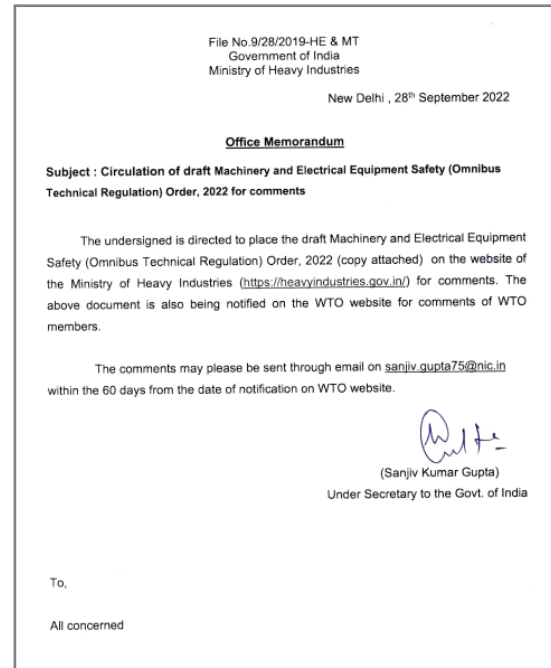 File No.9/28/2019-HE & MT
Government of India
Ministry of Heavy Industries
New Delhi , 28th September 2022
Office Memorandum
Subject : Circulation of draft Machinery and Electrical Equipment Safety (Omnibus
Technical Regulation) Order, 2022 for comments
The undersigned is directed to place the draft Machinery and Electrical Equipment
Safety (Omnibus Technical Regulation) Order, 2022 (copy attached) on the website of
the Ministry of Heavy Industries (https://heavyindustries.gov.in/) for comments. The
above document is also being notified on the WTO website for comments of WTO
members.
The comments may please be sent through email on sanjiv.gupta75@nic.in
within the 60 days from the date of notification on WTO website.
(Sanjiv Kumar Gupta)
Under Secretary to the Govt. of India
To,
All concerned